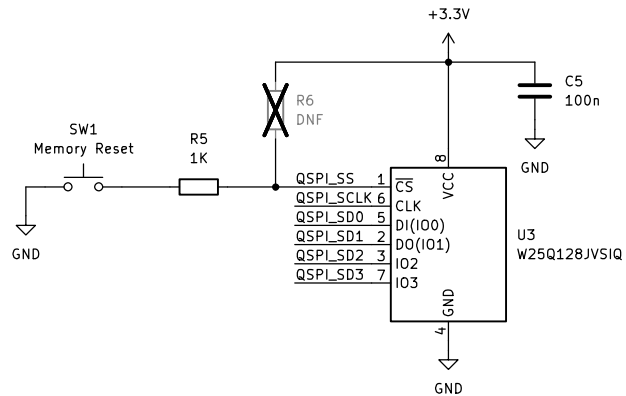 +3.3V
C5
100n
GND
R6
DNF
SW1
Memory Reset
R5
1K
GND
QSPI_SS 1 CS
QSPI_SCLK 6 CLK
QSPI_SD0 5 DI(IO0)
QSPI_SD1 2 DO(IO1)
QSPI_SD2 3 IO2
QSPI_SD3 7 IO3
8
VCC
U3
W25Q128JVSIQ
GND
4
GND